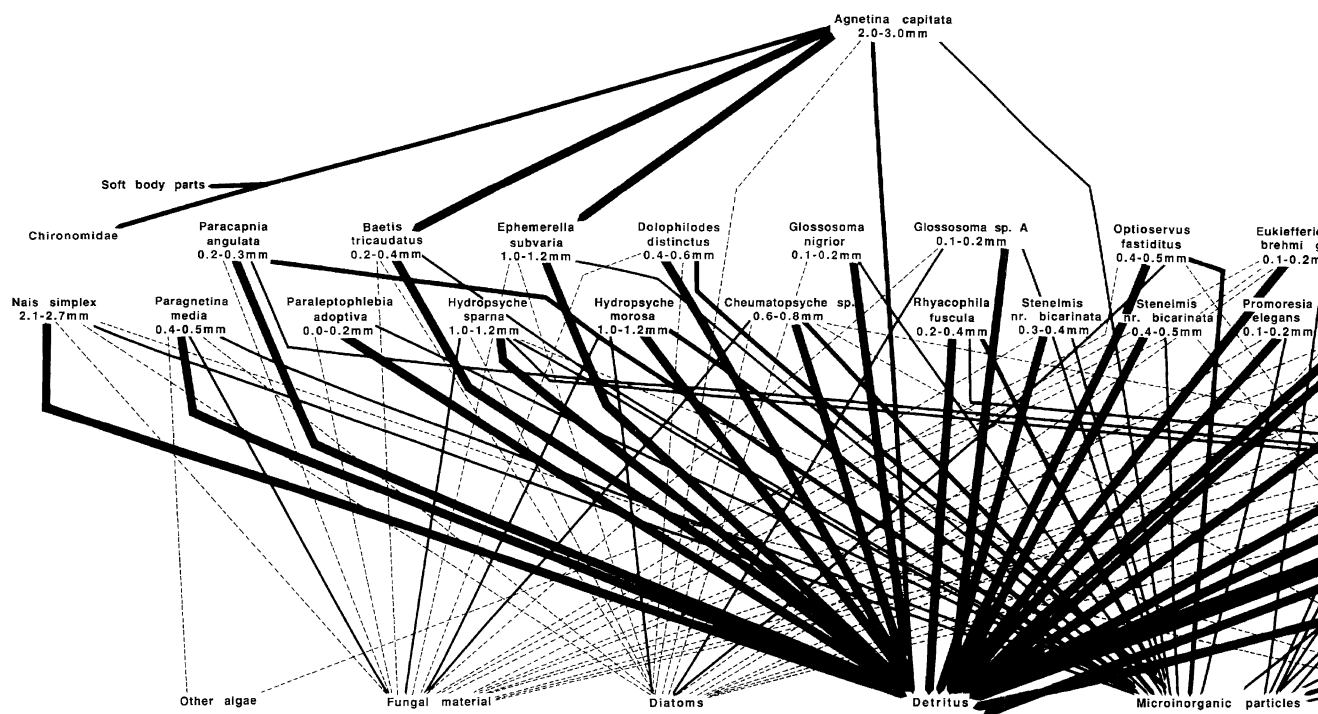 Agnetina capitata
2.0-3.0mm
Soft body parts
Chironomidae
Paracapnia
angulata
0.2-0.3mm
Baetis
tricaudatus
0.2-0.4mm
Ephemerella
subvaria
1.0-1.2mm
Dolophilodes
distinctus
0.4-0.6mm
Glossosoma
nigrior
0.1-0.2mm
Glossosoma sp. A
0.1-0.2mm
Optioservus
fastiditus
0.4-0.5mm
Eukiefferie
brehmi g
0.1-0.2m
Nais simplex
2.1-2.7mm
Paragnetina
media
0.4-0.5mm
Paraleptophlebia
adoptiva
0.0-0.2mm
Hydropsyche
sparna
1.0-1.2mm
Hydropsyche
morosa
1.0-1.2mm
Cheumatopsyche sp.
0.6-0.8mm
Rhyacophila
fuscula
0.2-0.4mm
Stenelmis
nr. bicarinata
0.3-0.4mm
Stenelmis
nr. bicarinata
0.4-0.5mm
Promoresia
elegans
0.1-0.2mm
Other algae
Fungal material
Diatoms
Detritus
Microinorganic particles